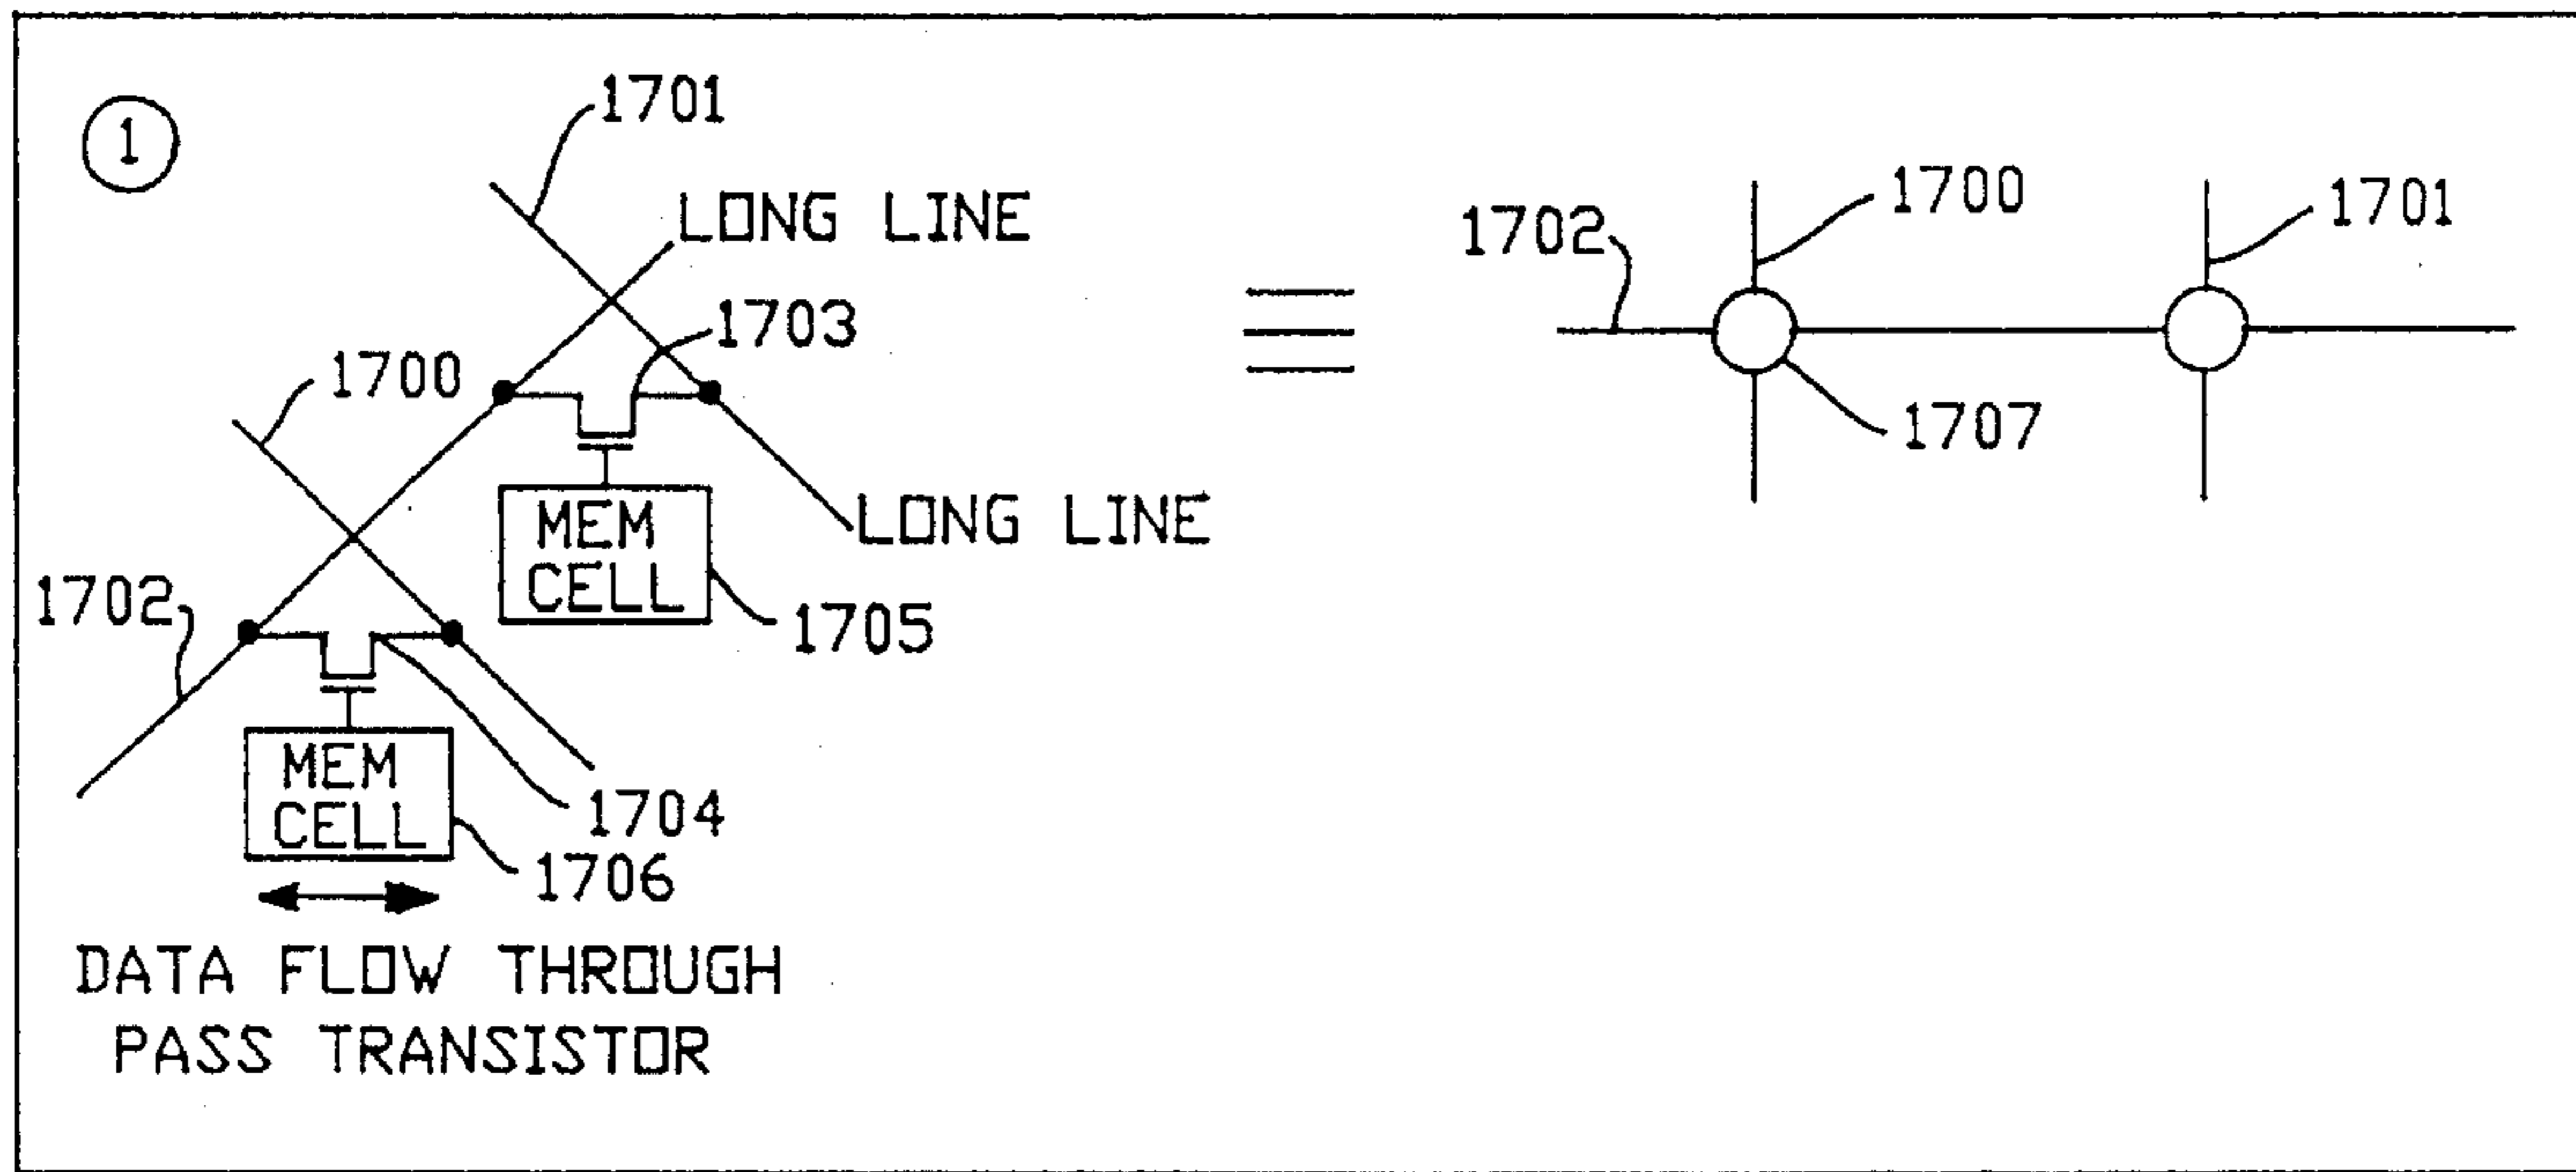 1
1701
LONG LINE
1703
1700
LONG LINE
MEM
CELL
1705
1702
MEM
CELL
1704
1706
DATA FLOW THROUGH
PASS TRANSISTOR
1702
1700
1701
1707